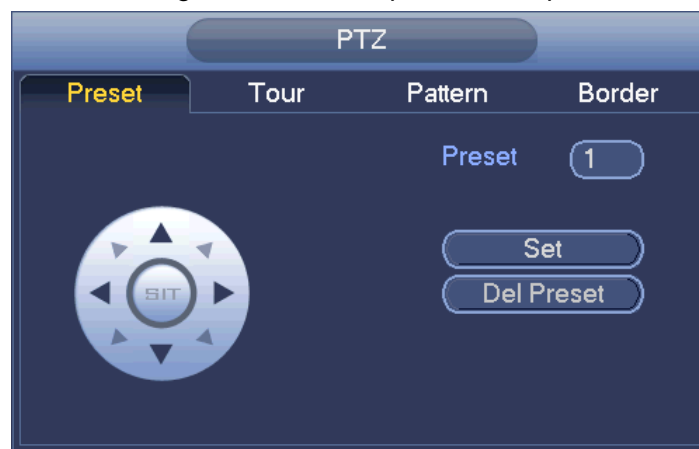 PTZ
Preset Tour Pattern Border
Preset 1
Set
SIT
Del Preset